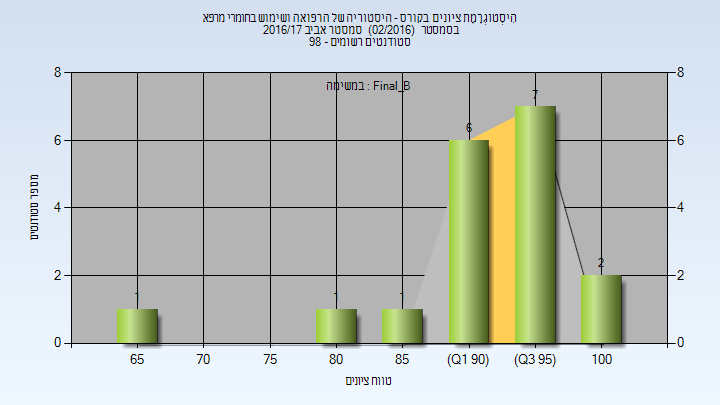 הִיסְטוֹגְרָמַת ציונים בקורס - היסטוריה של הרפואה ושימוש בחומרי מרפא
בסמסטר (02/2016) סמסטר אביב 2016/17
סטודנטים רשומים - 98
במשימה : Final_B
מספר סטודנטים
8 8
6 6
4 4
2 2
0 0
1 1 1 6 7 2
65 70 75 80 85 (Q1 90) (Q3 95) 100
טווח ציונים